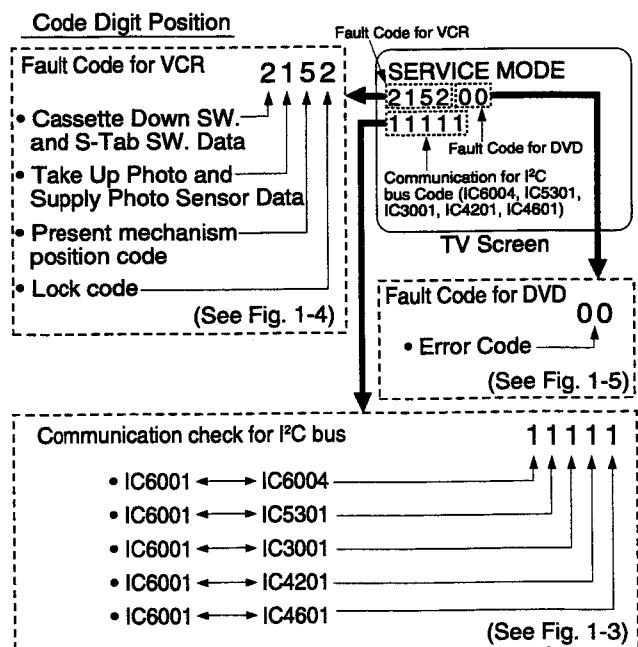 Code Digit Position
Fault Code for VCR
2152
• Cassette Down SW.
and S-Tab SW. Data
• Take Up Photo and
Supply Photo Sensor Data
• Present mechanism
position code
• Lock code
(See Fig. 1-4)
Fault Code for VCR
SERVICE MODE
2152 00
11111
Fault Code for DVD
Communication for I²C
bus Code (IC6004, IC5301,
IC3001, IC4201, IC4601)
TV Screen
Fault Code for DVD
00
• Error Code
(See Fig. 1-5)
Communication check for I²C bus
11111
• IC6001 ↔ IC6004
• IC6001 ↔ IC5301
• IC6001 ↔ IC3001
• IC6001 ↔ IC4201
• IC6001 ↔ IC4601
(See Fig. 1-3)